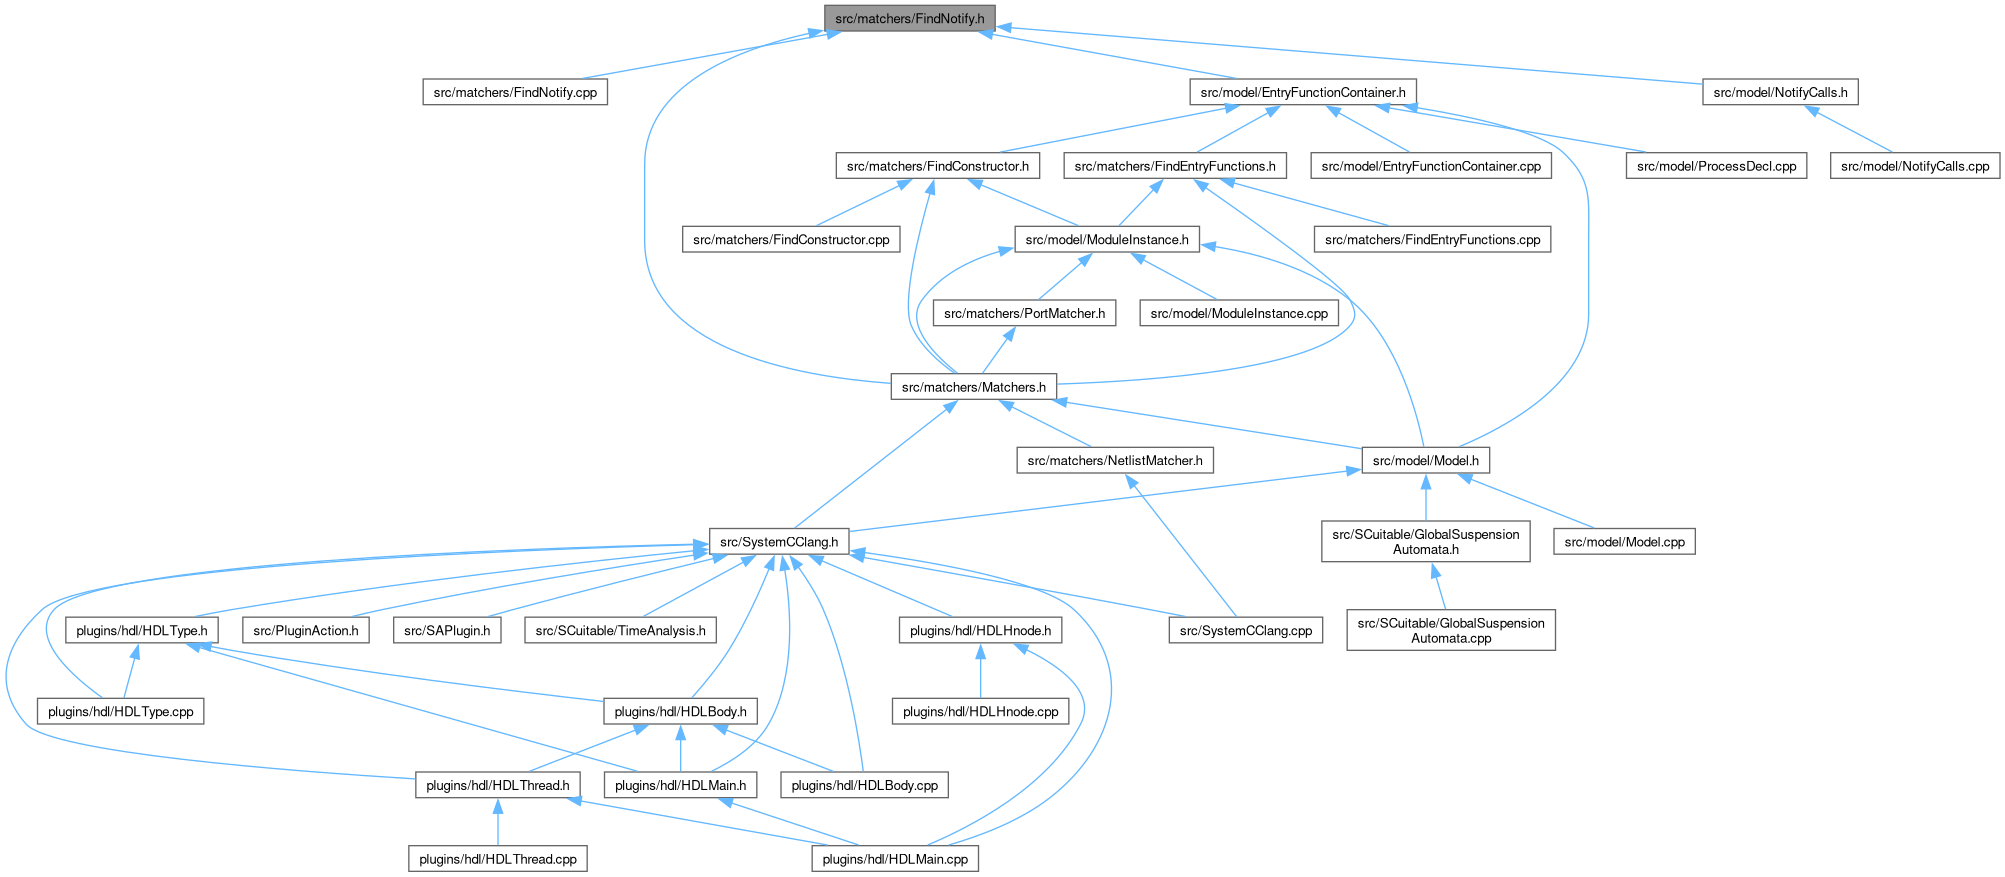 src/matchers/FindNotify.h
src/matchers/FindNotify.cpp
src/model/EntryFunctionContainer.h
src/model/NotifyCalls.h
src/matchers/FindConstructor.h
src/matchers/FindEntryFunctions.h
src/model/EntryFunctionContainer.cpp
src/model/ProcessDecl.cpp
src/model/NotifyCalls.cpp
src/matchers/FindConstructor.cpp
src/model/ModuleInstance.h
src/matchers/FindEntryFunctions.cpp
src/matchers/PortMatcher.h
src/model/ModuleInstance.cpp
src/matchers/Matchers.h
src/matchers/NetlistMatcher.h
src/model/Model.h
src/SystemCClang.h
src/SCuitable/GlobalSuspension
Automata.h
src/model/Model.cpp
plugins/hdl/HDLType.h
src/PluginAction.h
src/SAPlugin.h
src/SCuitable/TimeAnalysis.h
plugins/hdl/HDLHnode.h
src/SystemCClang.cpp
src/SCuitable/GlobalSuspension
Automata.cpp
plugins/hdl/HDLType.cpp
plugins/hdl/HDLBody.h
plugins/hdl/HDLHnode.cpp
plugins/hdl/HDLThread.h
plugins/hdl/HDLMain.h
plugins/hdl/HDLBody.cpp
plugins/hdl/HDLThread.cpp
plugins/hdl/HDLMain.cpp